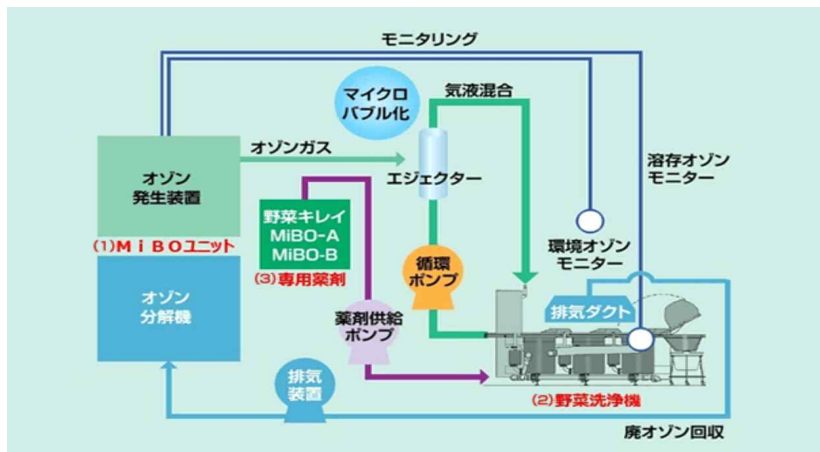 モニタリング
マイクロ
バブル化
気液混合
オゾンガス
エジェクター
オゾン
発生装置
(1)MiBOユニット
野菜キレイ
MiBO-A
MiBO-B
(3)専用薬剤
溶存オゾン
モニター
環境オゾン
モニター
循環
ポンプ
オゾン
分解機
薬剤供給
ポンプ
排気ダクト
排気
装置
(2)野菜洗浄機
廃オゾン回収